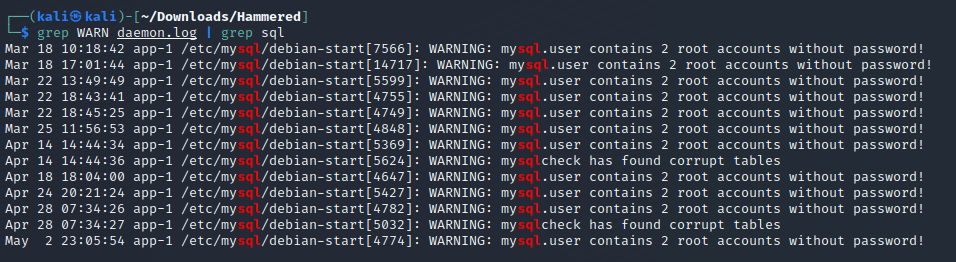 ┌──(kali㉿kali)-[~/Downloads/Hammered]
└─$ grep WARN daemon.log | grep sql
Mar 18 10:18:42 app-1 /etc/mysql/debian-start[7566]: WARNING: mysql.user contains 2 root accounts without password!
Mar 18 17:01:44 app-1 /etc/mysql/debian-start[14717]: WARNING: mysql.user contains 2 root accounts without password!
Mar 22 13:49:49 app-1 /etc/mysql/debian-start[5599]: WARNING: mysql.user contains 2 root accounts without password!
Mar 22 18:43:41 app-1 /etc/mysql/debian-start[4755]: WARNING: mysql.user contains 2 root accounts without password!
Mar 22 18:45:25 app-1 /etc/mysql/debian-start[4749]: WARNING: mysql.user contains 2 root accounts without password!
Mar 25 11:56:53 app-1 /etc/mysql/debian-start[4848]: WARNING: mysql.user contains 2 root accounts without password!
Apr 14 14:44:34 app-1 /etc/mysql/debian-start[5369]: WARNING: mysql.user contains 2 root accounts without password!
Apr 14 14:44:36 app-1 /etc/mysql/debian-start[5624]: WARNING: mysqlcheck has found corrupt tables
Apr 18 18:04:00 app-1 /etc/mysql/debian-start[4647]: WARNING: mysql.user contains 2 root accounts without password!
Apr 24 20:21:24 app-1 /etc/mysql/debian-start[5427]: WARNING: mysql.user contains 2 root accounts without password!
Apr 28 07:34:26 app-1 /etc/mysql/debian-start[4782]: WARNING: mysql.user contains 2 root accounts without password!
Apr 28 07:34:27 app-1 /etc/mysql/debian-start[5032]: WARNING: mysqlcheck has found corrupt tables
May  2 23:05:54 app-1 /etc/mysql/debian-start[4774]: WARNING: mysql.user contains 2 root accounts without password!